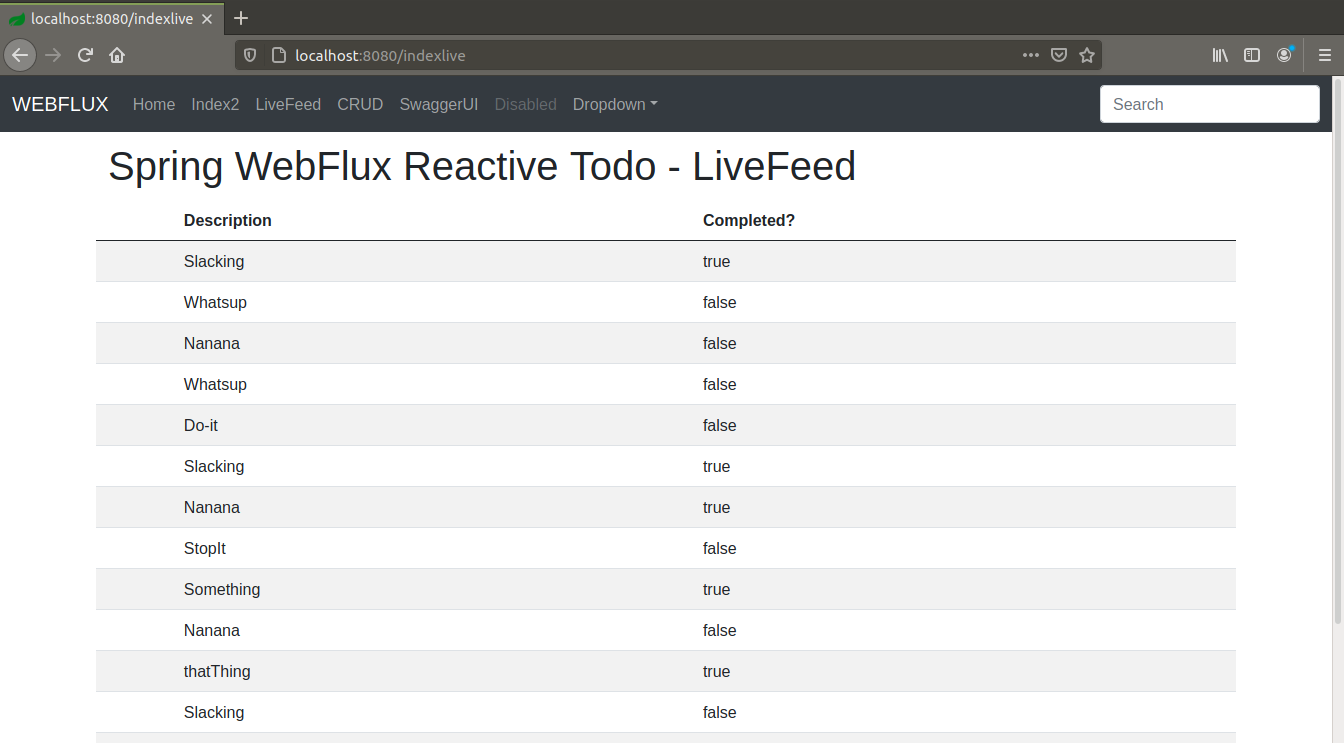 localhost:8080/indexlive
localhost:8080/indexlive
WEBFLUX Home Index2 LiveFeed CRUD SwaggerUI Disabled Dropdown Search
Spring WebFlux Reactive Todo - LiveFeed
Description Completed?
Slacking true
Whatsup false
Nanana false
Whatsup false
Do-it false
Slacking true
Nanana true
StopIt false
Something true
Nanana false
thatThing true
Slacking false